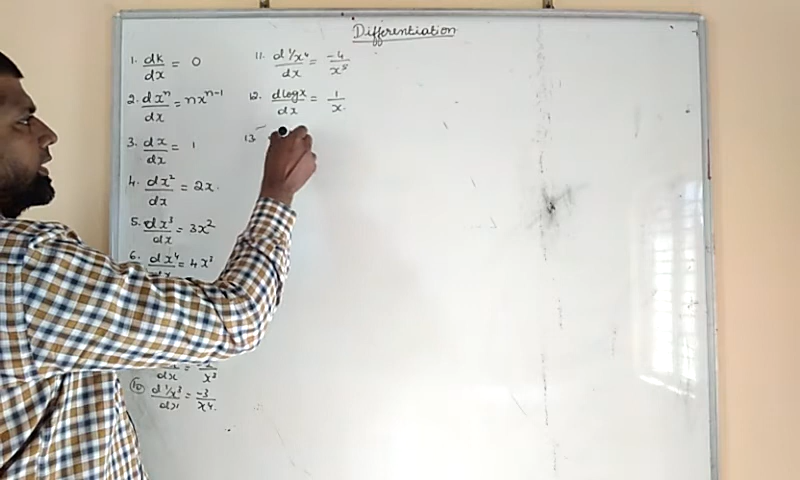 Differentiation
1. dk/dx = 0
2. dxⁿ/dx = nxⁿ⁻¹
3. dx/dx = 1
4. dx²/dx = 2x.
5. dx³/dx = 3x²
6. dx⁴/dx = 4x³
-2/x³
10 d1/x³/dx = -3/x⁴.
11. d1/x⁴/dx = -4/x⁵
12. dlogx/dx = 1/x.
13